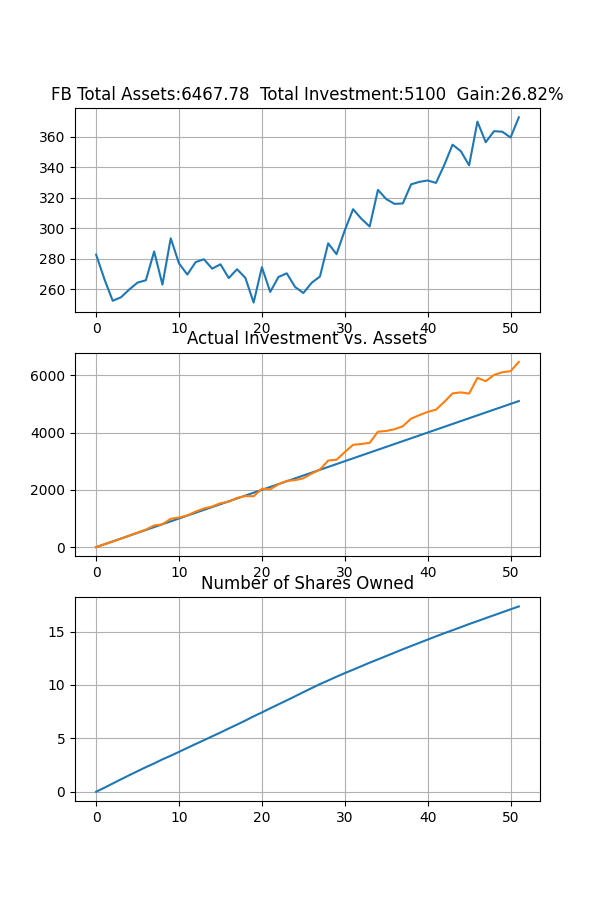 FB Total Assets:6467.78  Total Investment:5100  Gain:26.82%
360
340
320
300
280
260
0 10 20 30 40 50
Actual Investment vs. Assets
6000
4000
2000
0
0 10 20 30 40 50
Number of Shares Owned
15
10
5
0
0 10 20 30 40 50